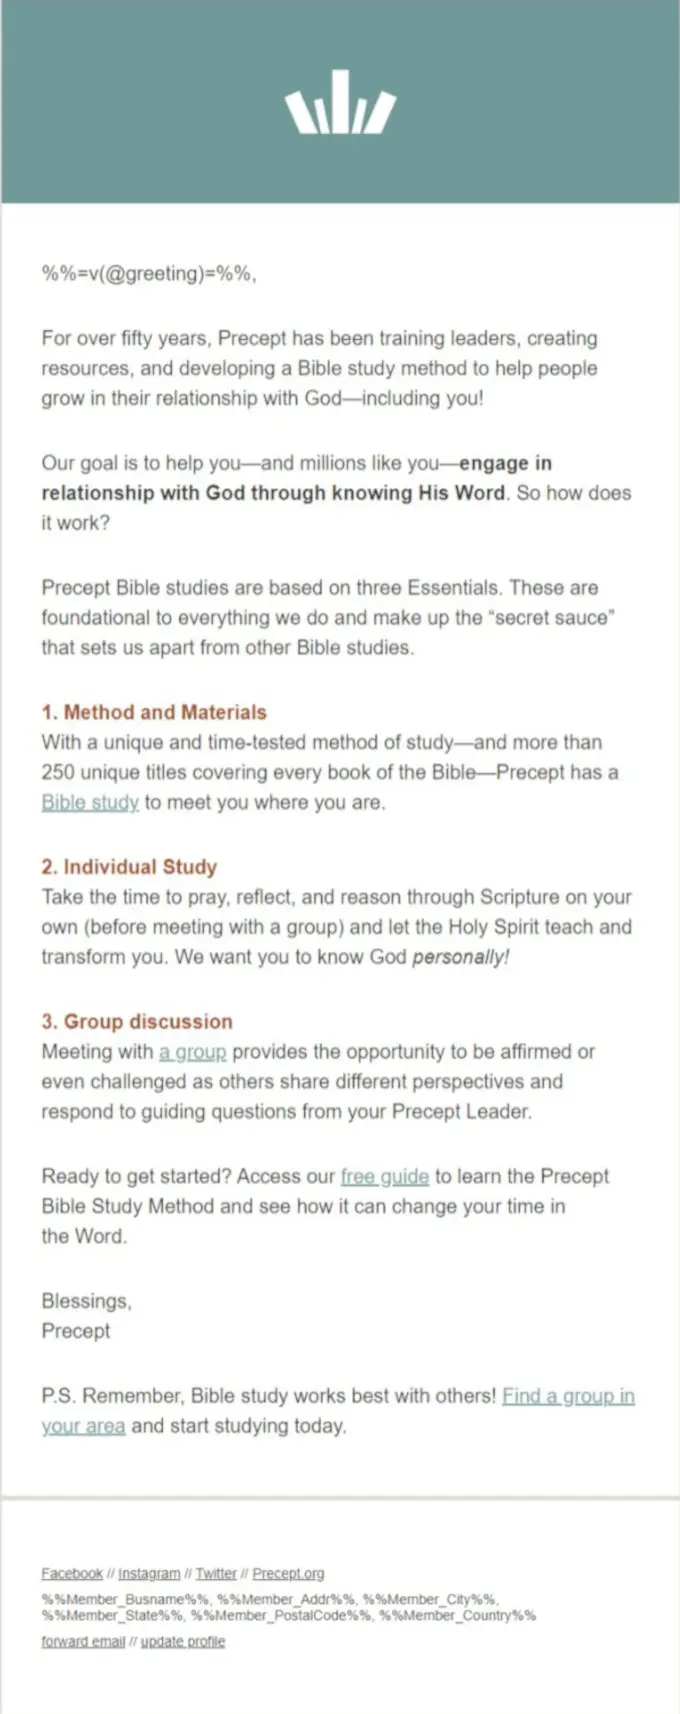 %%=v(@greeting)=%%,
For over fifty years, Precept has been training leaders, creating
resources, and developing a Bible study method to help people
grow in their relationship with God—including you!
Our goal is to help you—and millions like you—engage in
relationship with God through knowing His Word. So how does
it work?
Precept Bible studies are based on three Essentials. These are
foundational to everything we do and make up the “secret sauce”
that sets us apart from other Bible studies.
1. Method and Materials
With a unique and time-tested method of study—and more than
250 unique titles covering every book of the Bible—Precept has a
Bible study to meet you where you are.
2. Individual Study
Take the time to pray, reflect, and reason through Scripture on your
own (before meeting with a group) and let the Holy Spirit teach and
transform you. We want you to know God personally!
3. Group discussion
Meeting with a group provides the opportunity to be affirmed or
even challenged as others share different perspectives and
respond to guiding questions from your Precept Leader.
Ready to get started? Access our free guide to learn the Precept
Bible Study Method and see how it can change your time in
the Word.
Blessings,
Precept
P.S. Remember, Bible study works best with others! Find a group in
your area and start studying today.
Facebook // Instagram // Twitter // Precept.org
%%Member_Busname%%, %%Member_Addr%%, %%Member_City%%,
%%Member_State%%, %%Member_PostalCode%%, %%Member_Country%%
forward email // update profile